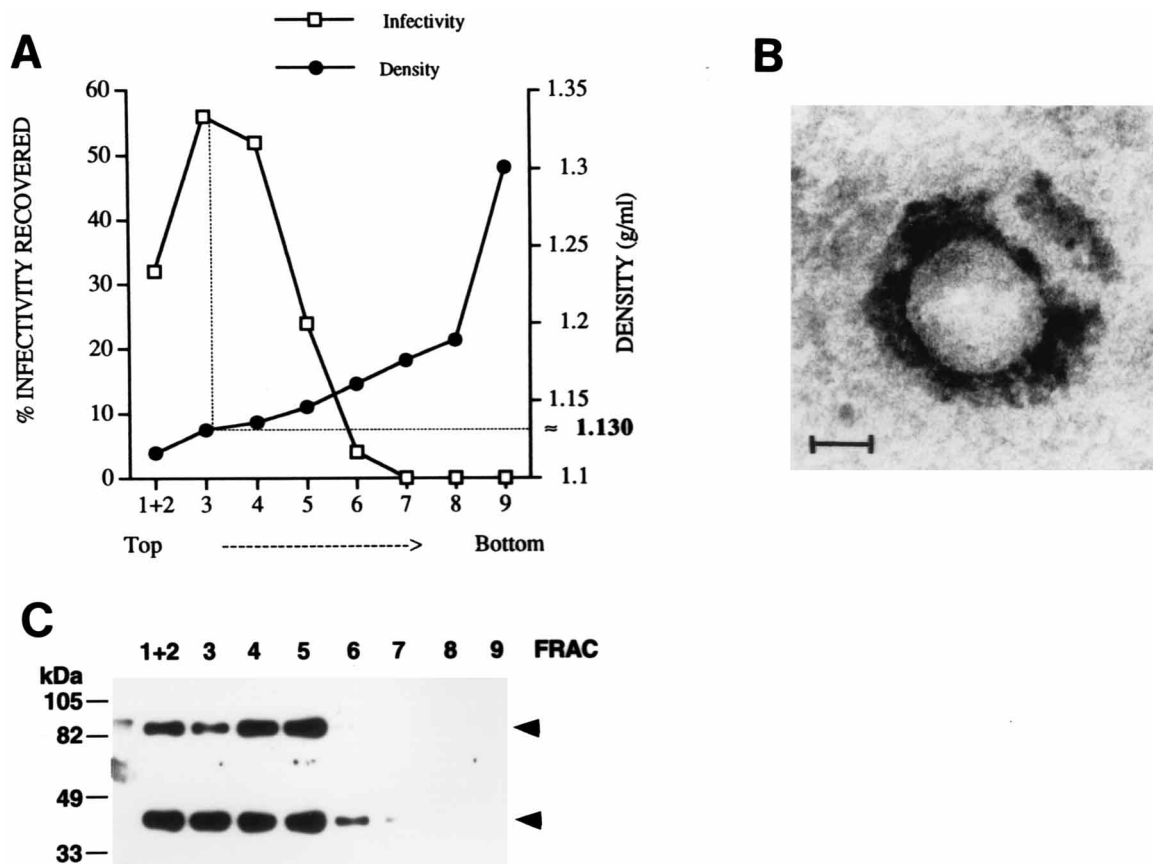 A
Infectivity
Density
% INFECTIVITY RECOVERED
60
50
40
30
20
10
0
1.35
1.3
1.25
1.2
1.15
≈ 1.130
1.1
DENSITY (g/ml)
1+2 3 4 5 6 7 8 9
Top -----------------------> Bottom
B
C
1+2 3 4 5 6 7 8 9 FRAC
kDa
105
82
49
33